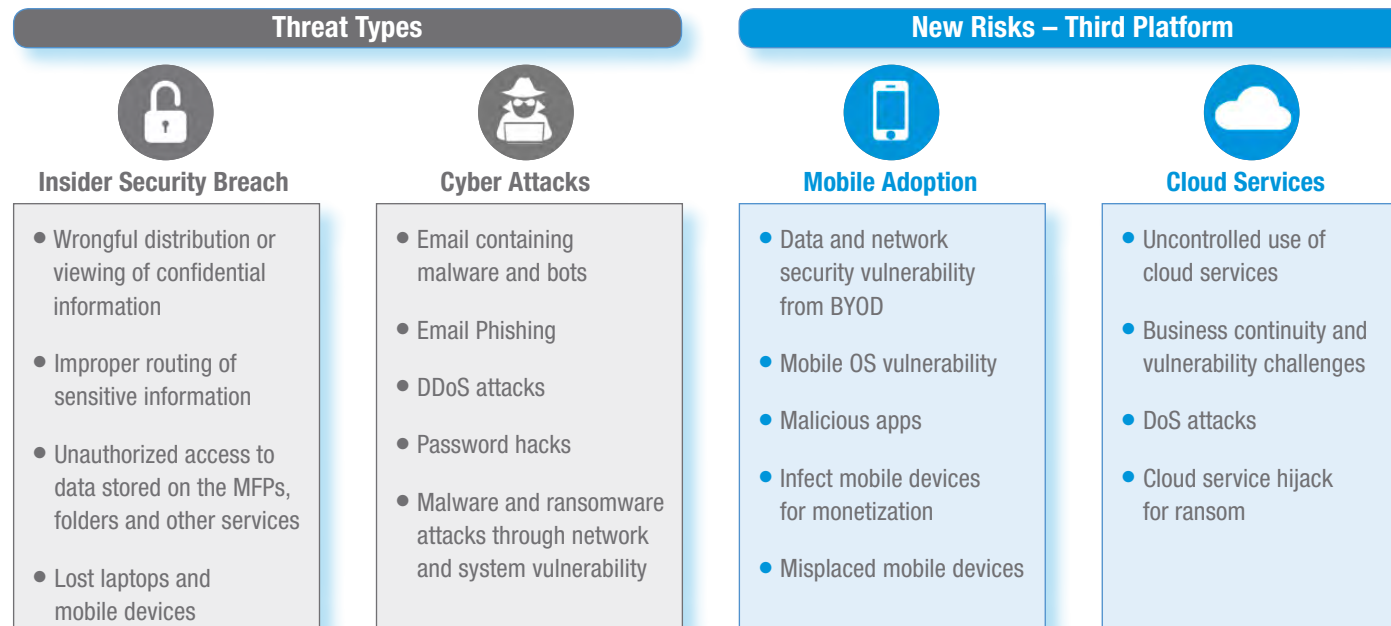 Threat Types
Insider Security Breach
Wrongful distribution or
viewing of confidential
information
Improper routing of
sensitive information
Unauthorized access to
data stored on the MFPs,
folders and other services
Lost laptops and
mobile devices
Cyber Attacks
Email containing
malware and bots
Email Phishing
DDoS attacks
Password hacks
Malware and ransomware
attacks through network
and system vulnerability
New Risks – Third Platform
Mobile Adoption
Data and network
security vulnerability
from BYOD
Mobile OS vulnerability
Malicious apps
Infect mobile devices
for monetization
Misplaced mobile devices
Cloud Services
Uncontrolled use of
cloud services
Business continuity and
vulnerability challenges
DoS attacks
Cloud service hijack
for ransom